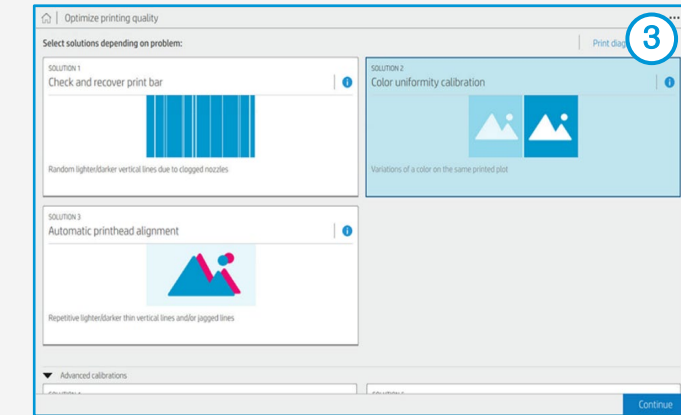 Optimize printing quality
Select solutions depending on problem:
Print diag
3
SOLUTION 1
Check and recover print bar
Random lighter/darker vertical lines due to clogged nozzles
SOLUTION 2
Color uniformity calibration
Variations of a color on the same printed plot
SOLUTION 3
Automatic printhead alignment
Repetitive lighter/darker thin vertical lines and/or jagged lines
Advanced calibrations
Continue